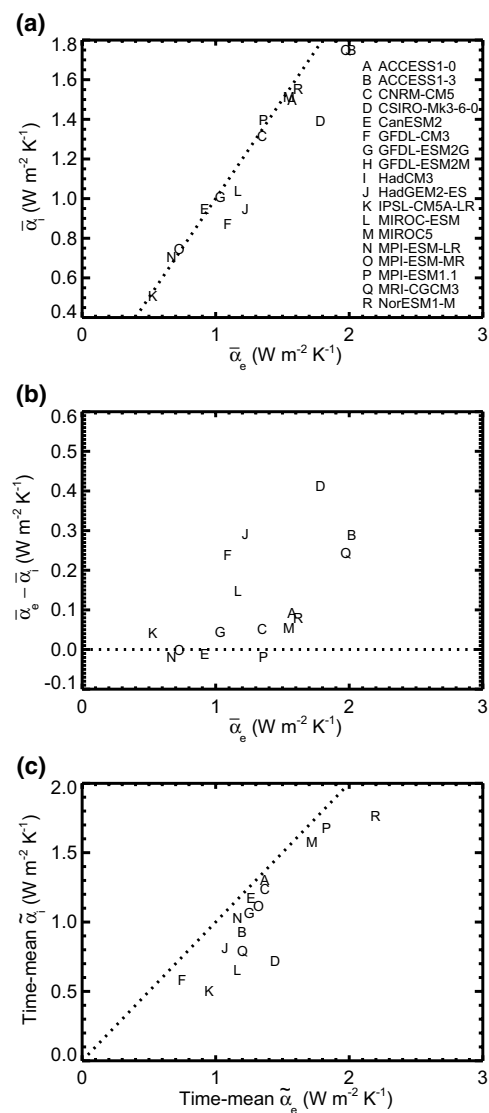 (a)
1.8
1.6
1.4
1.2
1.0
0.8
0.6
0.4
ᾱi (W m-2 K-1)
QB
A ACCESS1-0
B ACCESS1-3
C CNRM-CM5
D CSIRO-Mk3-6-0
E CanESM2
F GFDL-CM3
G GFDL-ESM2G
H GFDL-ESM2M
I HadCM3
J HadGEM2-ES
K IPSL-CM5A-LR
L MIROC-ESM
M MIROC5
N MPI-ESM-LR
O MPI-ESM-MR
P MPI-ESM1.1
Q MRI-CGCM3
R NorESM1-M
R
M A
P D
C
L
E G J
F
O
N
K
0 1 2 3
ᾱe (W m-2 K-1)
(b)
0.6
0.5
0.4
0.3
0.2
0.1
0.0
-0.1
ᾱe − ᾱi (W m-2 K-1)
D
J B
F Q
L
A R
K G C M
N O E P
0 1 2 3
ᾱe (W m-2 K-1)
(c)
2.0
1.5
1.0
0.5
0.0
Time-mean α̃i (W m-2 K-1)
R
P
M
A
C
E
O
G
N
B
J Q
D
L
F
K
0 1 2 3
Time-mean α̃e (W m-2 K-1)